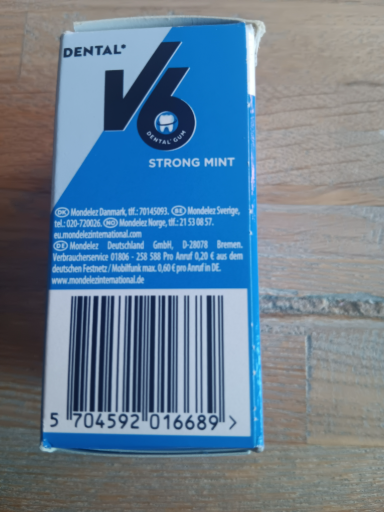 DENTAL®
V6
DENTAL GUM
STRONG MINT
DK Mondelez Danmark, tlf.: 70145093. SE Mondelez Sverige,
tel.: 020-720026. NO Mondelez Norge, tlf.: 21 53 08 57.
eu.mondelezinternational.com
DE Mondelez Deutschland GmbH, D-28078 Bremen.
Verbraucherservice 01806 - 258 588 Pro Anruf 0,20 € aus dem
deutschen Festnetz / Mobilfunk max. 0,60 € pro Anruf in DE.
www.mondelezinternational.de
5 704592 016689 >